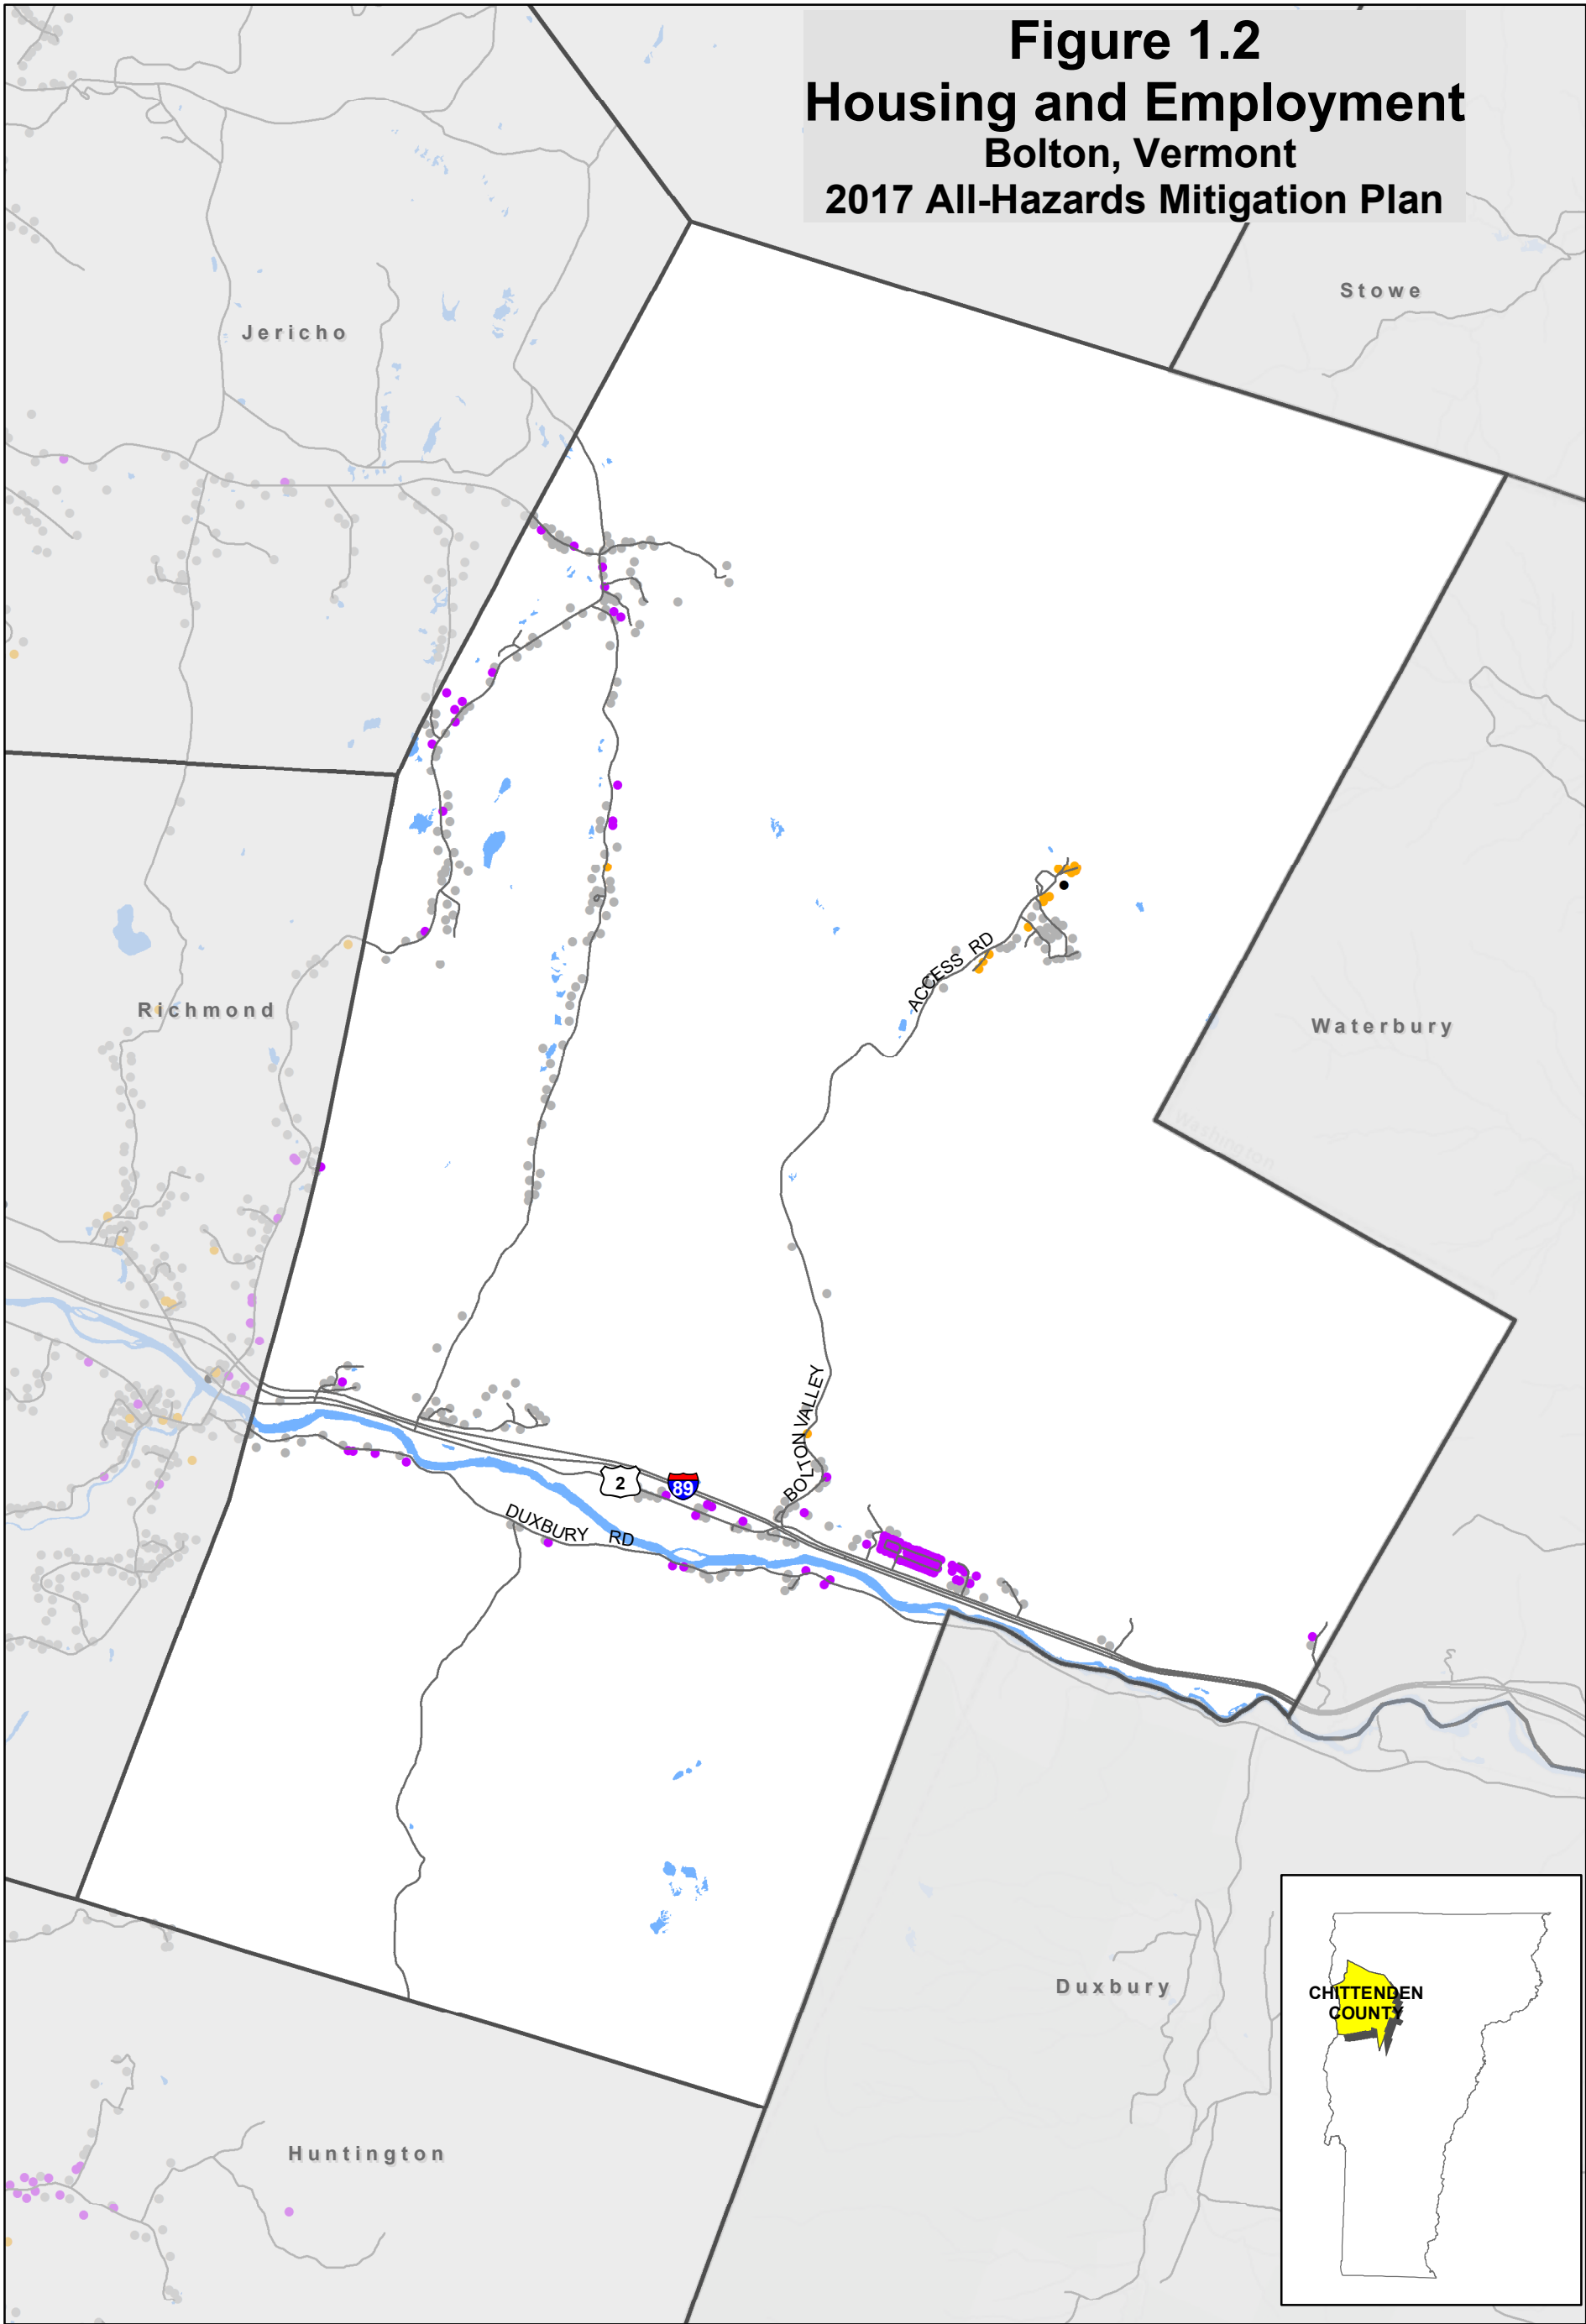 Figure 1.2
Housing and Employment
Bolton, Vermont
2017 All-Hazards Mitigation Plan
Stowe
Jericho
ACCESS RD
Richmond
Waterbury
Washington
BOLTON VALLEY
2
89
DUXBURY RD
Duxbury
CHITTENDEN
COUNTY
Huntington